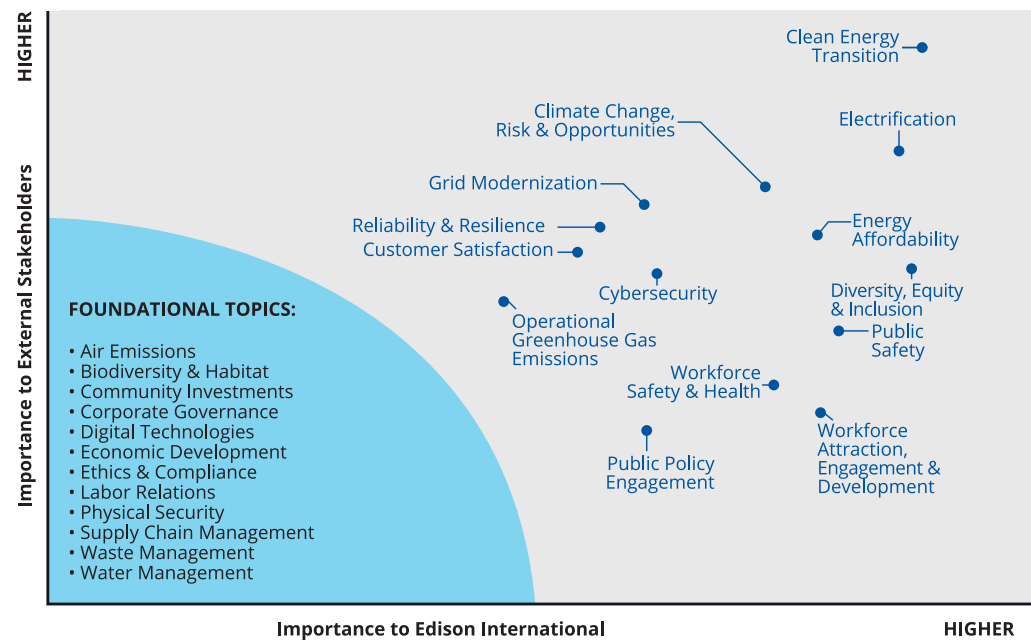 HIGHER
Importance to External Stakeholders
Clean Energy
Transition
Climate Change,
Risk & Opportunities
Electrification
Grid Modernization
Reliability & Resilience
Customer Satisfaction
Energy
Affordability
Cybersecurity
Diversity, Equity
& Inclusion
Operational
Greenhouse Gas
Emissions
Public
Safety
Workforce
Safety & Health
Workforce
Attraction,
Engagement &
Development
Public Policy
Engagement
FOUNDATIONAL TOPICS:
• Air Emissions
• Biodiversity & Habitat
• Community Investments
• Corporate Governance
• Digital Technologies
• Economic Development
• Ethics & Compliance
• Labor Relations
• Physical Security
• Supply Chain Management
• Waste Management
• Water Management
Importance to Edison International
HIGHER